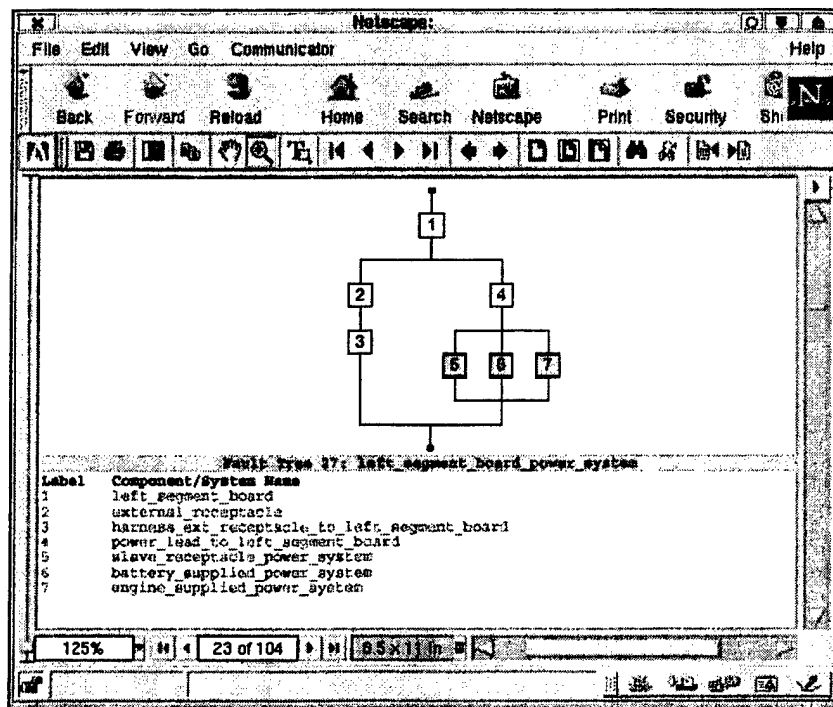 Netscape:
File Edit View Go Communicator Help
Back Forward Reload Home Search Netscape Print Security Sh
N
1
2 4
3
5 6 7
Fault Tree 27: left_segment_board_power_system
Label Component/System Name
1 left_segment_board
2 external_receptacle
3 harness_ext_receptacle_to_left_segment_board
4 power_lead_to_left_segment_board
5 slave_receptacle_power_system
6 battery_supplied_power_system
7 engine_supplied_power_system
125% 23 of 104 8.5 x 11 in